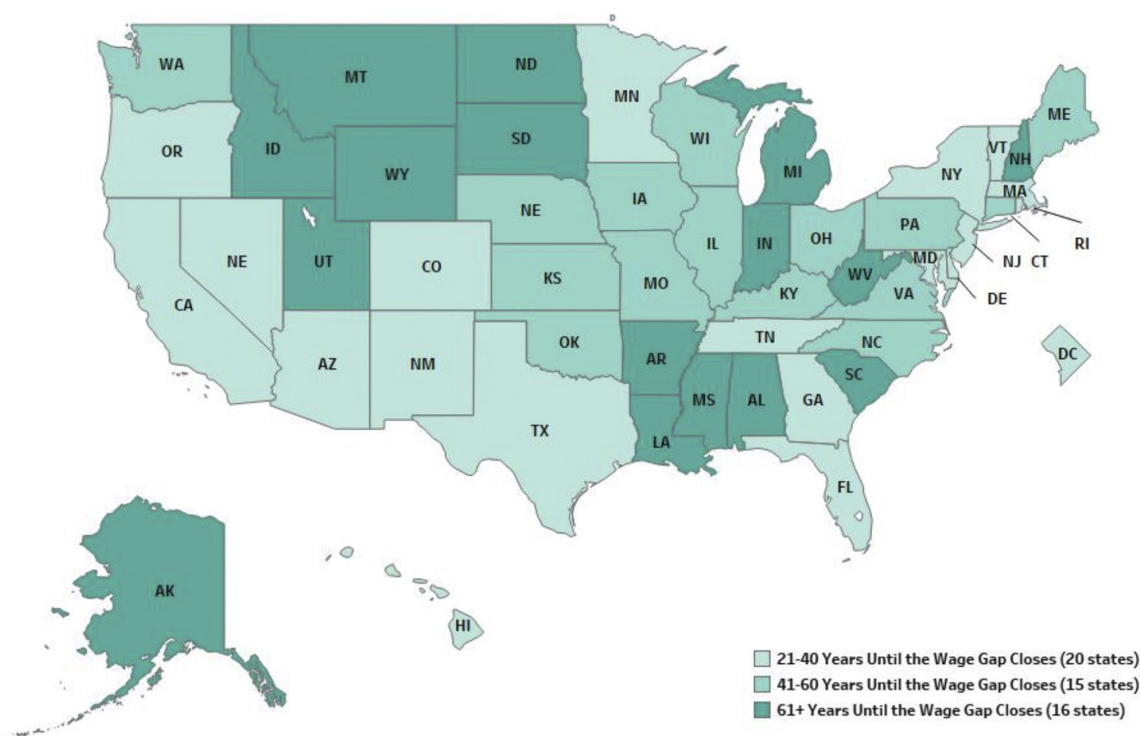 WA
MT
ND
MN
ME
OR
ID
SD
WI
VT
NH
WY
MI
NY
MA
NE
IA
PA
RI
NE
UT
CO
IL
IN
OH
MD
NJ
CT
CA
KS
MO
WV
VA
DE
KY
AZ
NM
OK
TN
NC
DC
AR
SC
TX
MS
AL
GA
LA
FL
AK
HI
21-40 Years Until the Wage Gap Closes (20 states)
41-60 Years Until the Wage Gap Closes (15 states)
61+ Years Until the Wage Gap Closes (16 states)